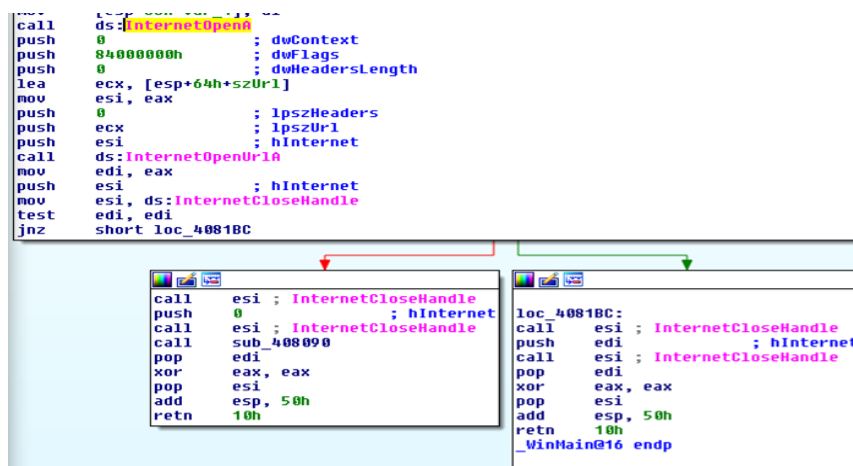 call ds:InternetOpenA
push 0 ; dwContext
push 84000000h ; dwFlags
push 0 ; dwHeadersLength
lea ecx, [esp+64h+szUrl]
mov esi, eax
push 0 ; lpszHeaders
push ecx ; lpszUrl
push esi ; hInternet
call ds:InternetOpenUrlA
mov edi, eax
push esi ; hInternet
mov esi, ds:InternetCloseHandle
test edi, edi
jnz short loc_4081BC
call esi ; InternetCloseHandle
push 0 ; hInternet
call esi ; InternetCloseHandle
call sub_408090
pop edi
xor eax, eax
pop esi
add esp, 50h
retn 10h
loc_4081BC:
call esi ; InternetCloseHandle
push edi ; hInternet
call esi ; InternetCloseHandle
pop edi
xor eax, eax
pop esi
add esp, 50h
retn 10h
_WinMain@16 endp